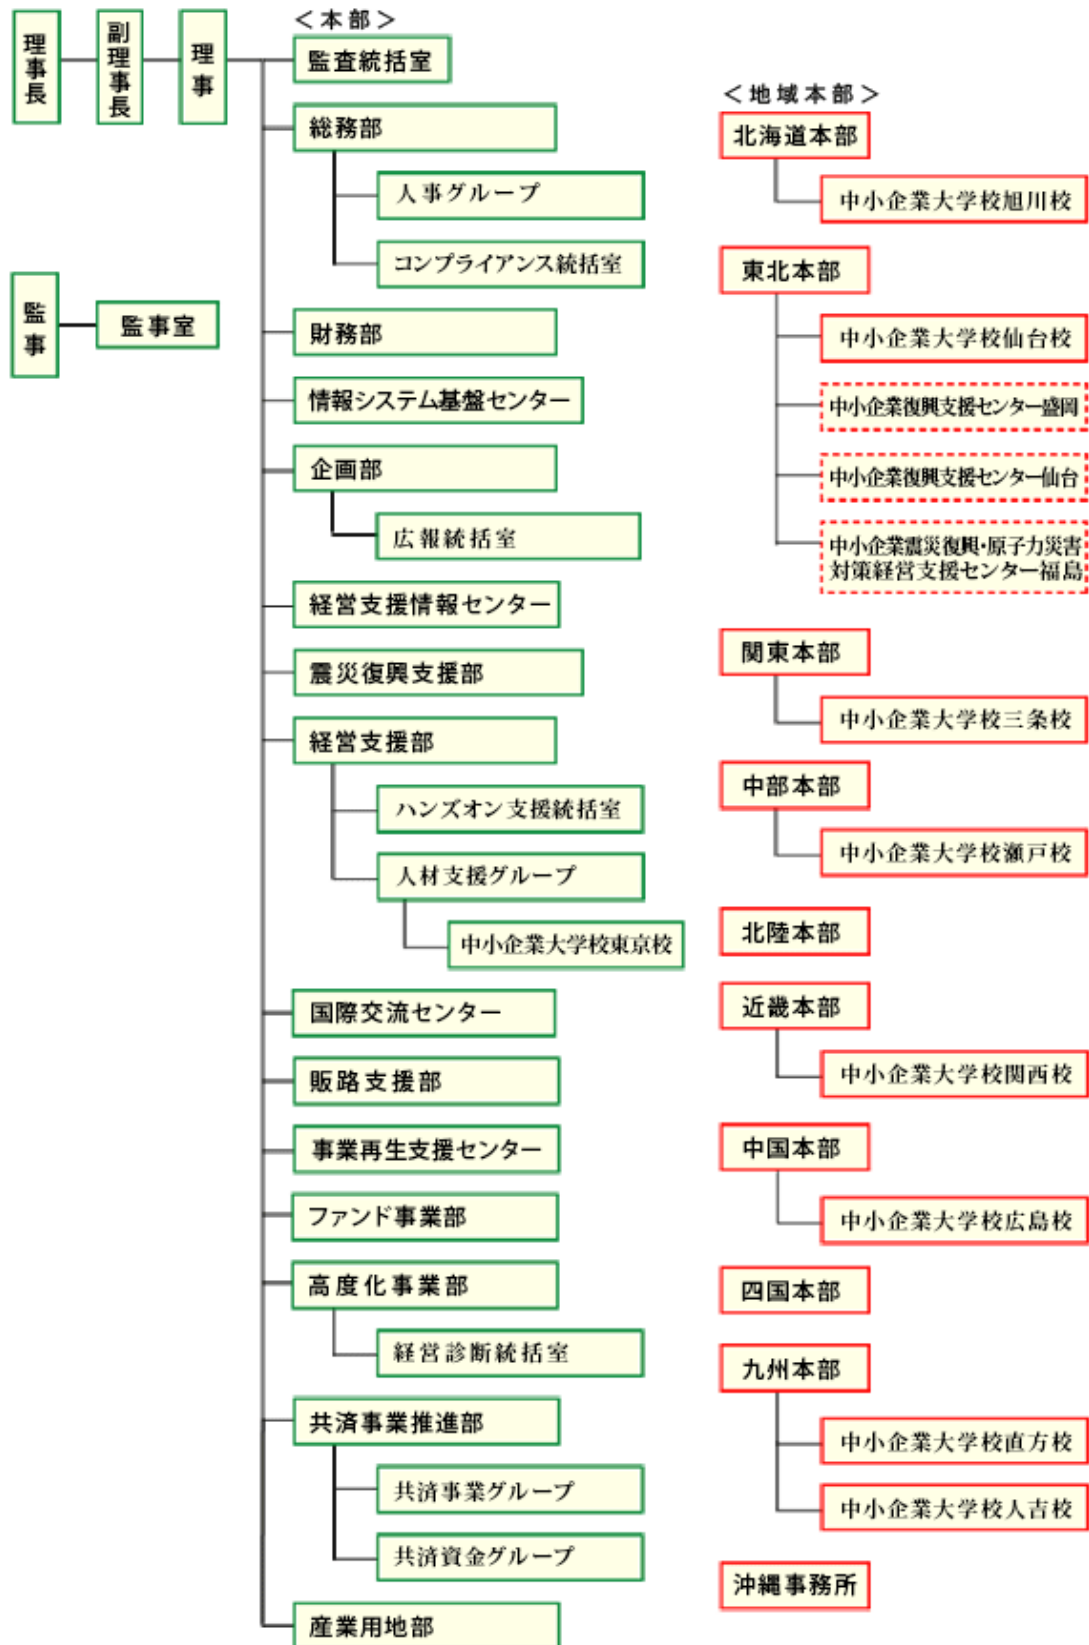 理事長
副理事長
理事
監事
監事室
＜本部＞
監査統括室
総務部
人事グループ
コンプライアンス統括室
財務部
情報システム基盤センター
企画部
広報統括室
経営支援情報センター
震災復興支援部
経営支援部
ハンズオン支援統括室
人材支援グループ
中小企業大学校東京校
国際交流センター
販路支援部
事業再生支援センター
ファンド事業部
高度化事業部
経営診断統括室
共済事業推進部
共済事業グループ
共済資金グループ
産業用地部
＜地域本部＞
北海道本部
中小企業大学校旭川校
東北本部
中小企業大学校仙台校
中小企業復興支援センター盛岡
中小企業復興支援センター仙台
中小企業震災復興・原子力災害
対策経営支援センター福島
関東本部
中小企業大学校三条校
中部本部
中小企業大学校瀬戸校
北陸本部
近畿本部
中小企業大学校関西校
中国本部
中小企業大学校広島校
四国本部
九州本部
中小企業大学校直方校
中小企業大学校人吉校
沖縄事務所